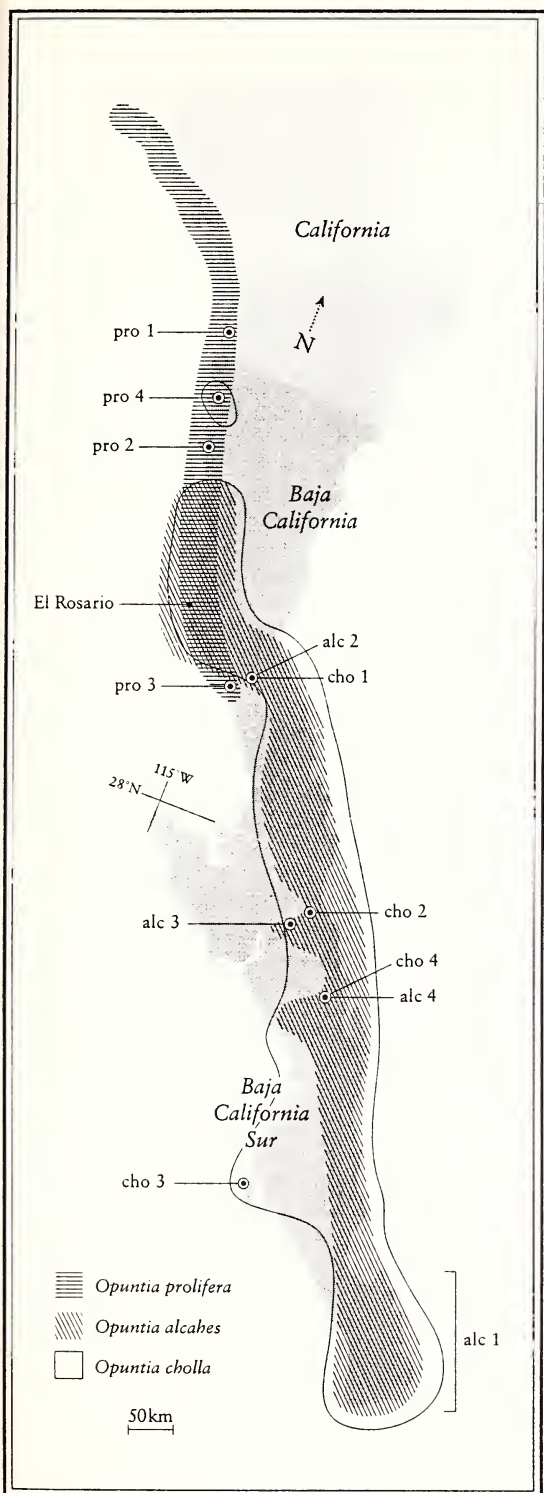 California
N
pro 1
pro 4
pro 2
Baja
California
El Rosario
alc 2
cho 1
pro 3
115°W
28°N
cho 2
alc 3
cho 4
alc 4
Baja
California
Sur
cho 3
Opuntia prolifera
Opuntia alcahes
Opuntia cholla
alc 1
50km